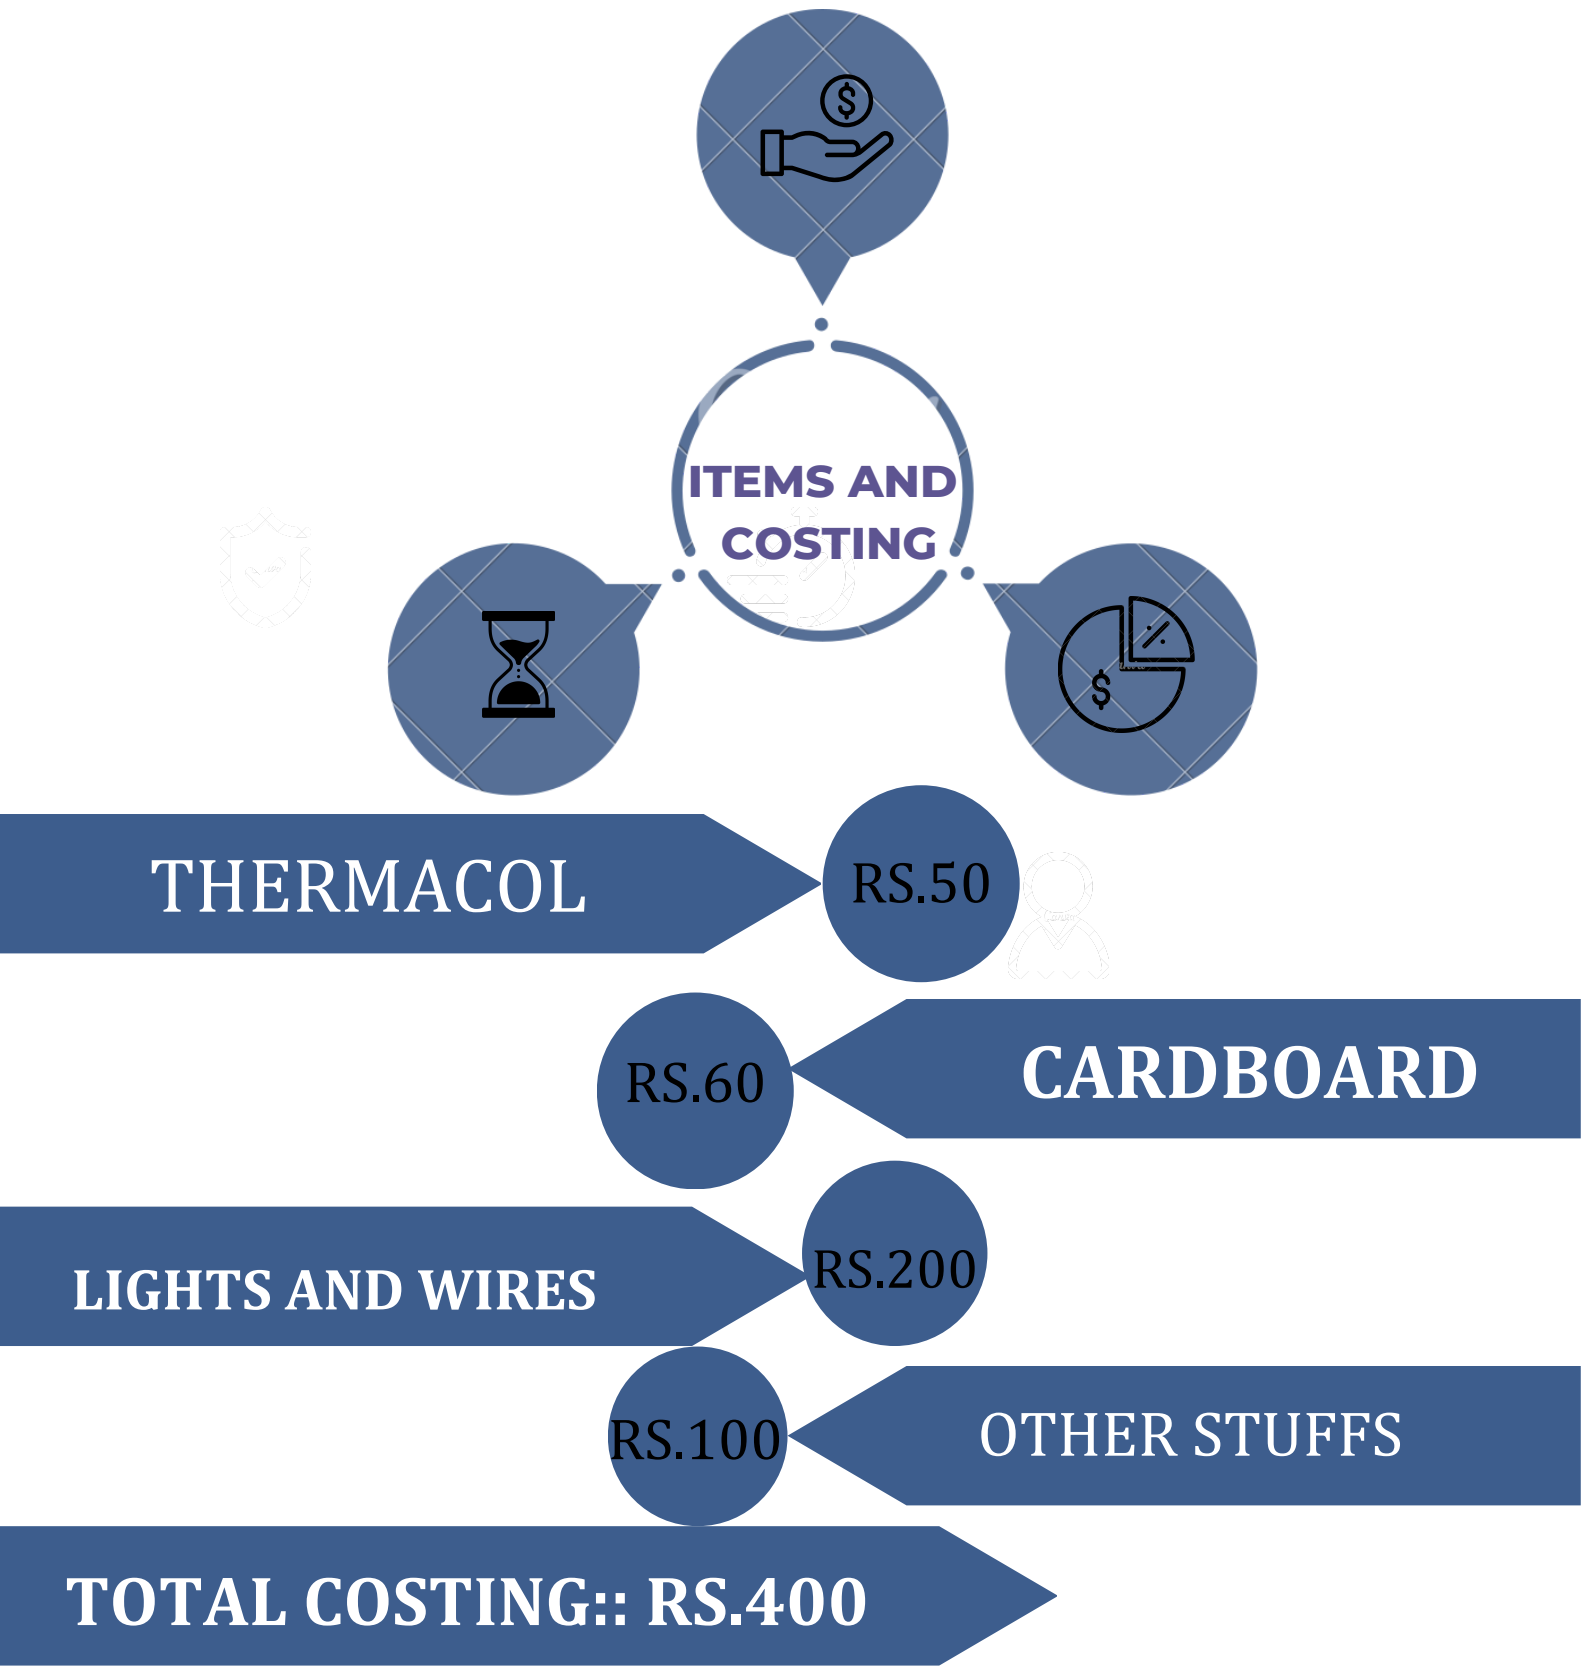 ITEMS AND
COSTING
THERMACOL
RS.50
RS.60
CARDBOARD
LIGHTS AND WIRES
RS.200
RS.100
OTHER STUFFS
TOTAL COSTING:: RS.400